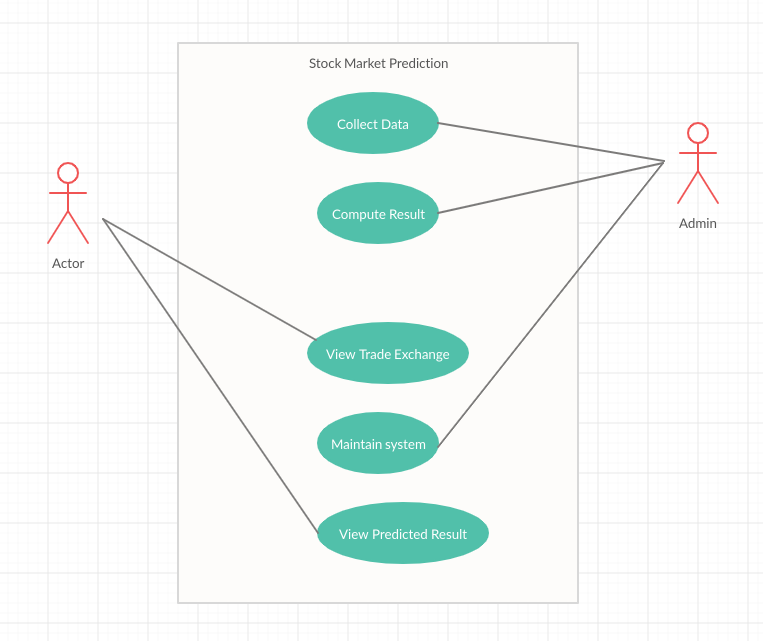 Stock Market Prediction
Collect Data
Compute Result
Admin
Actor
View Trade Exchange
Maintain system
View Predicted Result